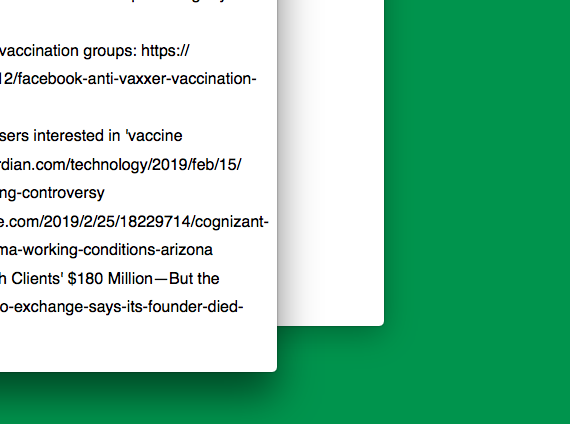 vaccination groups: https://
12/facebook-anti-vaxxer-vaccination-
sers interested in 'vaccine
rdian.com/technology/2019/feb/15/
ng-controversy
e.com/2019/2/25/18229714/cognizant-
ma-working-conditions-arizona
h Clients' $180 Million—But the
o-exchange-says-its-founder-died-